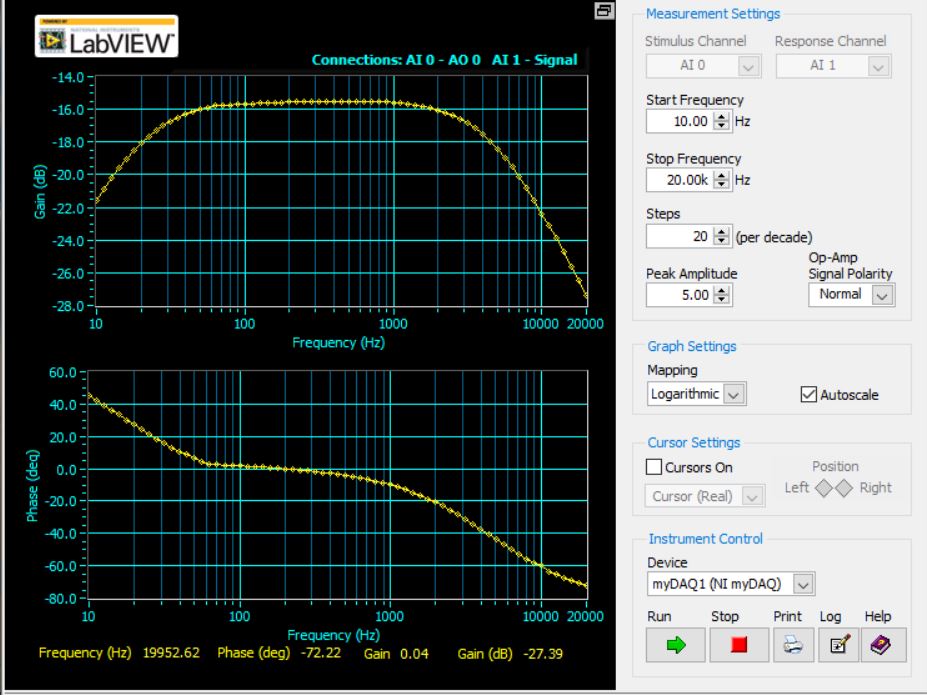 POWERED BY
NATIONAL INSTRUMENTS
LabVIEW™
Connections: AI 0 - AO 0 AI 1 - Signal
-14.0
-16.0
-18.0
-20.0
-22.0
-24.0
-26.0
-28.0
Gain (dB)
10 100 1000 10000 20000
Frequency (Hz)
60.0
40.0
20.0
0.0
-20.0
-40.0
-60.0
-80.0
Phase (deg)
10 100 1000 10000 20000
Frequency (Hz)
Frequency (Hz) 19952.62 Phase (deg) -72.22 Gain 0.04 Gain (dB) -27.39
Measurement Settings
Stimulus Channel Response Channel
AI 0 AI 1
Start Frequency
10.00 Hz
Stop Frequency
20.00k Hz
Steps
20 (per decade)
Peak Amplitude
5.00
Op-Amp
Signal Polarity
Normal
Graph Settings
Mapping
Logarithmic Autoscale
Cursor Settings
Cursors On Position
Left Right
Cursor (Real)
Instrument Control
Device
myDAQ1 (NI myDAQ)
Run Stop Print Log Help